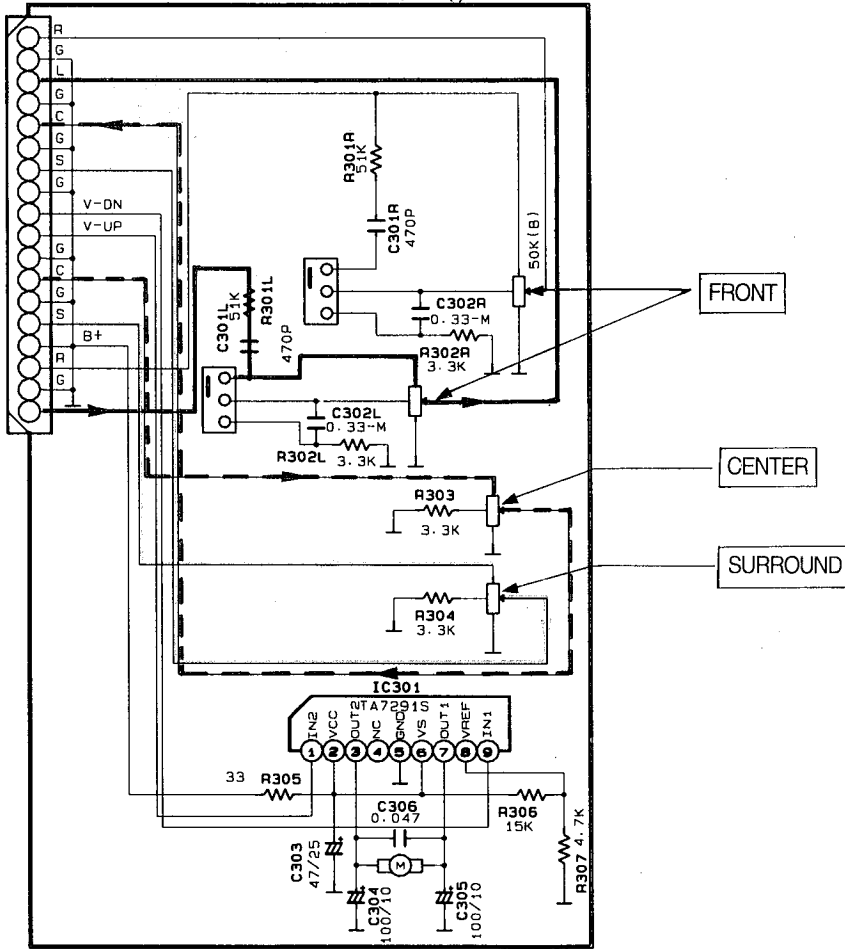 R
G
L
G
C
G
S
G
V-DN
V-UP
G
C
G
S
B+
R
G
R301R
51K
C301R
470P
50K(B)
FRONT
C302R
0.33-M
R302R
3.3K
R301L
51K
C301L
470P
C302L
0.33-M
R302L
3.3K
CENTER
R303
3.3K
SURROUND
R304
3.3K
IC301
TA7291S
IN2
VCC
OUT2
NC
GND
VS
OUT1
VREF
IN1
1 2 3 4 5 6 7 8 9
33 R305
C306
0.047
R306
15K
R307 4.7K
C303
47/25
M
C304
100/10
C305
100/10